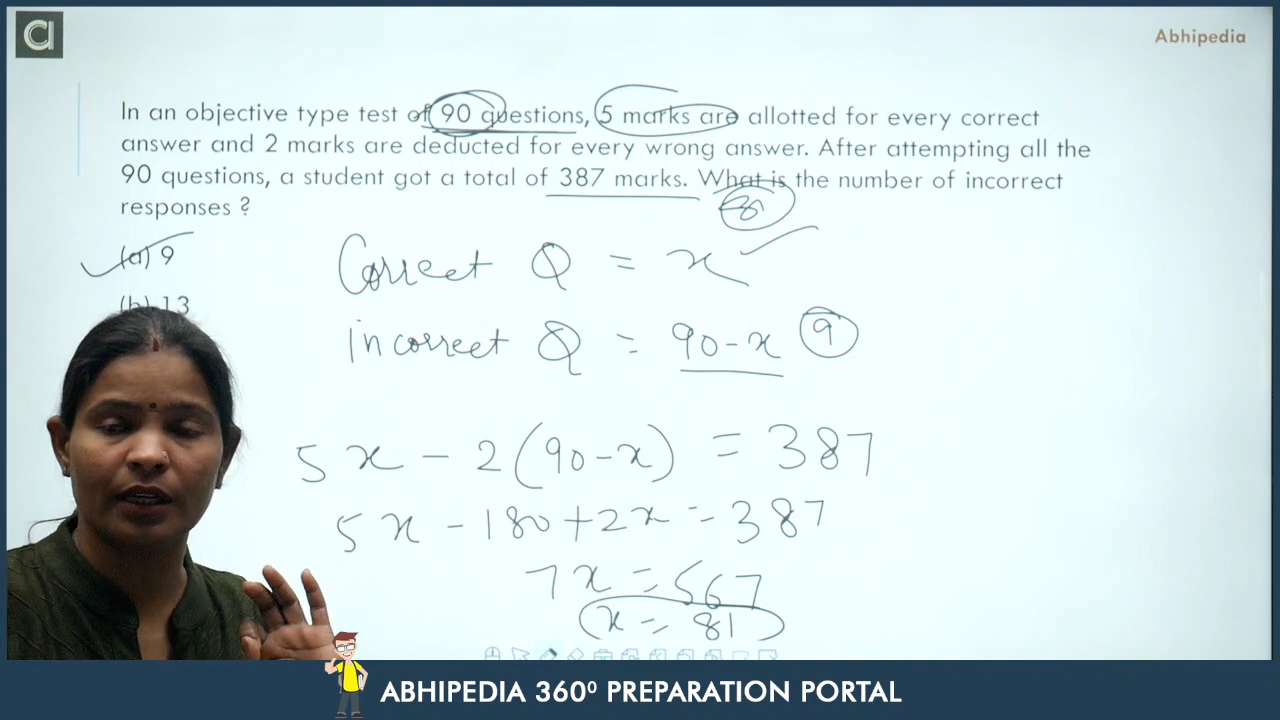 CA
Abhipedia
In an objective type test of 90 questions, 5 marks are allotted for every correct
answer and 2 marks are deducted for every wrong answer. After attempting all the
90 questions, a student got a total of 387 marks. What is the number of incorrect
responses ?
(a) 9
(b) 13
Correct Q = x
incorrect Q = 90-x 9
5x - 2(90-x) = 387
5x - 180+2x = 387
7x = 567
x = 81
ABHIPEDIA 360⁰ PREPARATION PORTAL